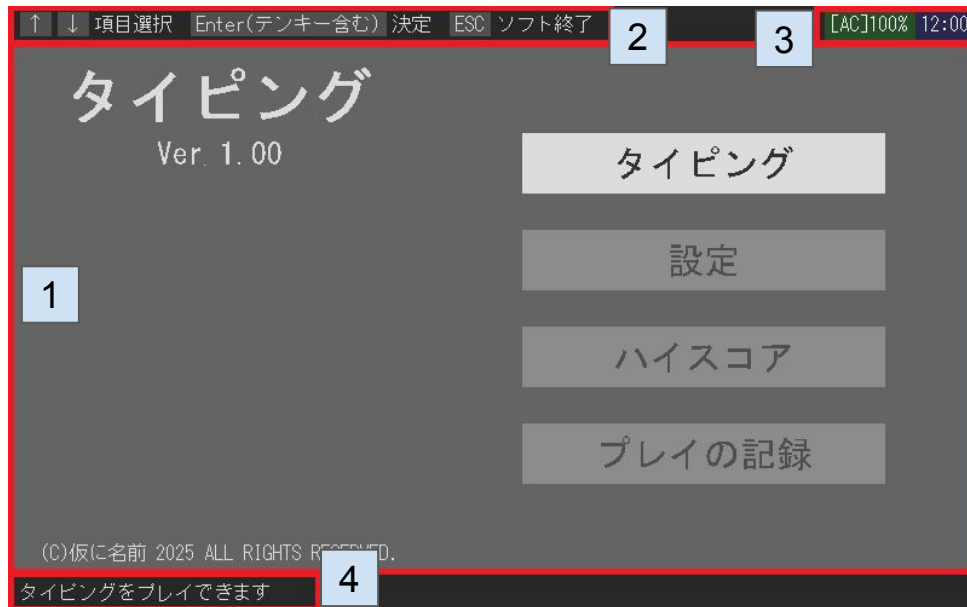 ↑ ↓ 項目選択 Enter(テンキー含む) 決定 ESC ソフト終了
2
3
[AC]100% 12:00
タイピング
Ver. 1.00
タイピング
設定
1
ハイスコア
プレイの記録
(C)仮に名前 2025 ALL RIGHTS RESERVED.
タイピングをプレイできます
4